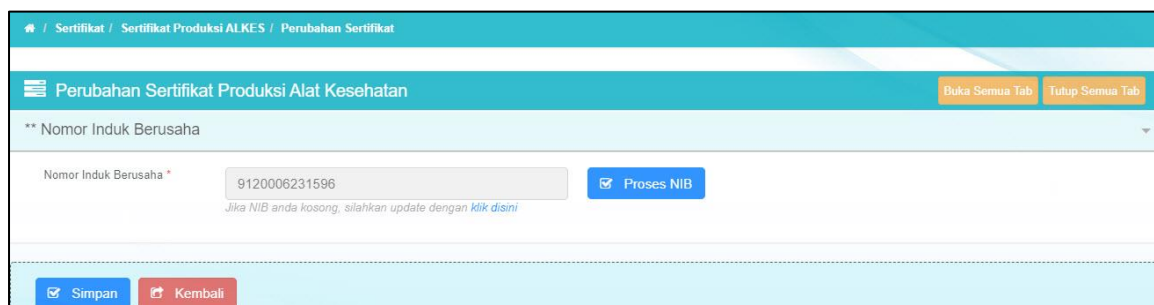 / Sertifikat / Sertifikat Produksi ALKES / Perubahan Sertifikat
Perubahan Sertifikat Produksi Alat Kesehatan
Buka Semua Tab
Tutup Semua Tab
** Nomor Induk Berusaha
Nomor Induk Berusaha *
9120006231596
Proses NIB
Jika NIB anda kosong, silahkan update dengan klik disini
Simpan
Kembali